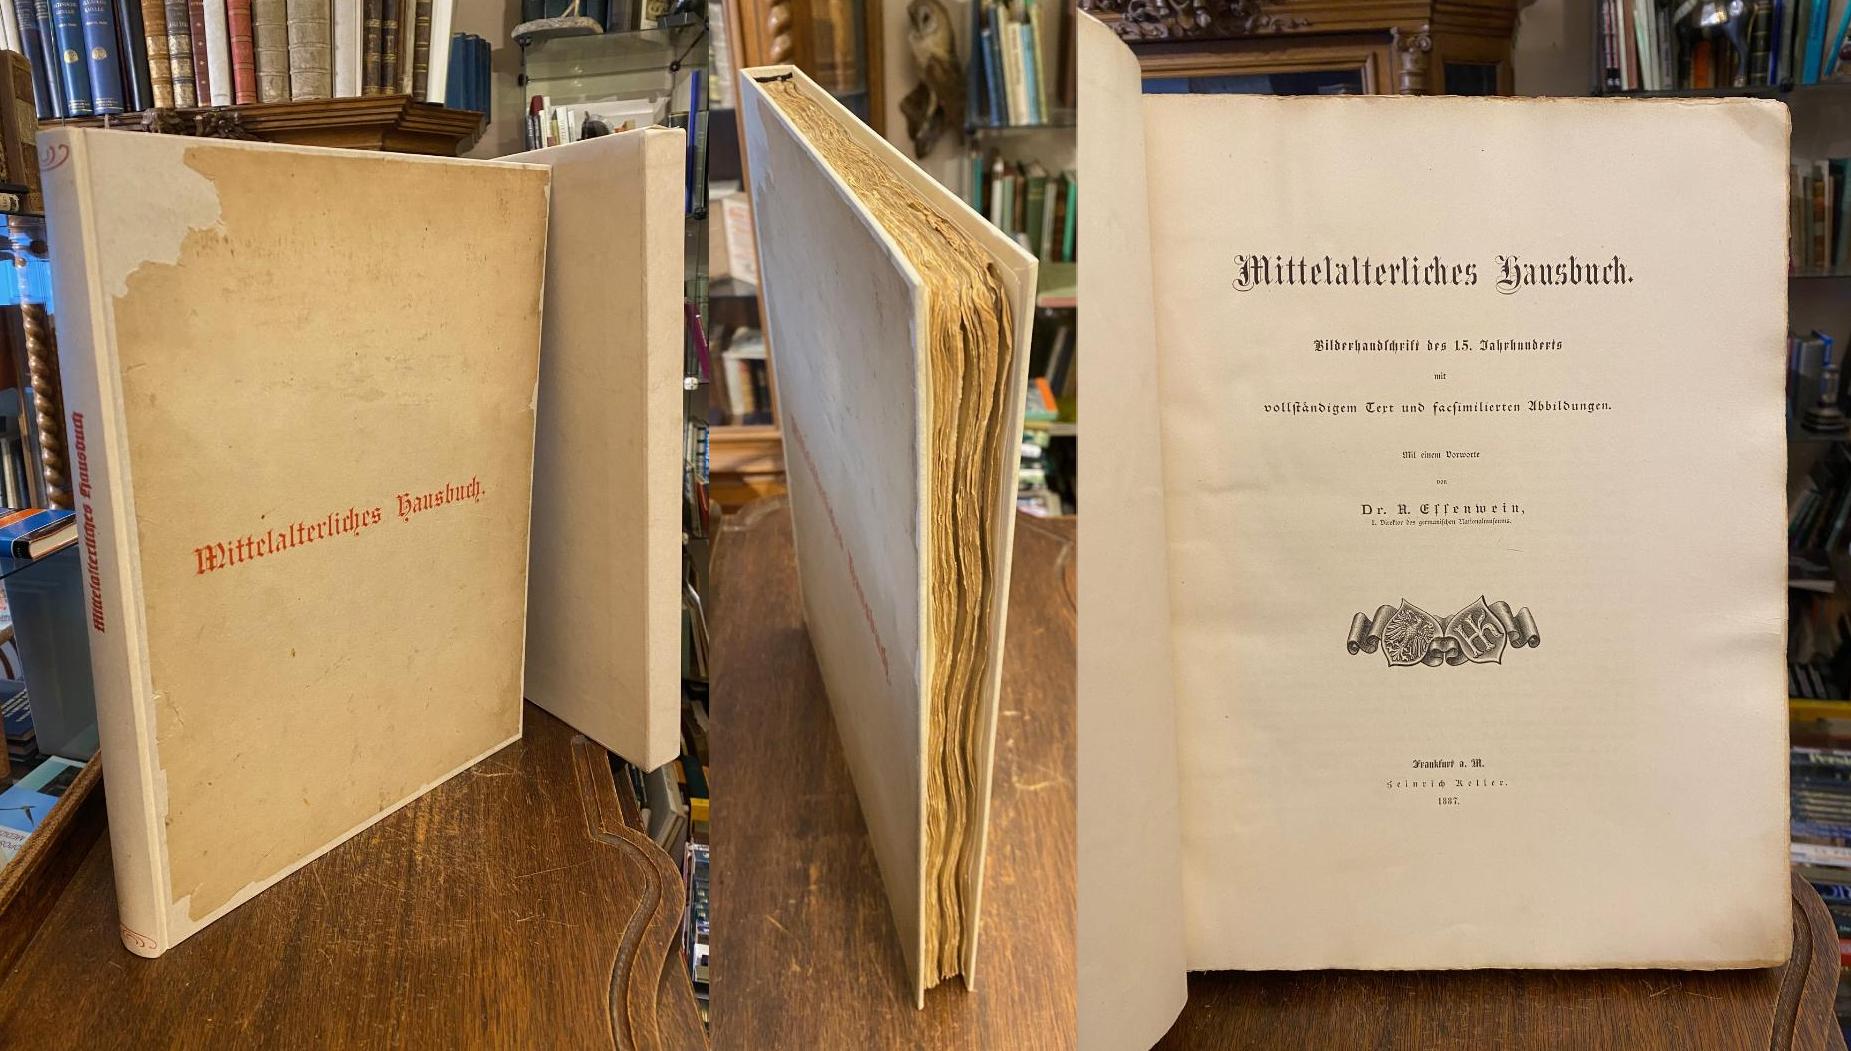 Mittelalterliches Hausbuch
Mittelalterliches Hausbuch.
Mittelalterliches Hausbuch.
Bilderhandschrift des 15. Jahrhunderts
mit
vollständigem Text und facsimilierten Abbildungen.
Mit einem Vorworte
von
Dr. A. Essenwein,
I. Direktor des germanischen Nationalmuseums.
Frankfurt a. M.
Heinrich Keller.
1887.